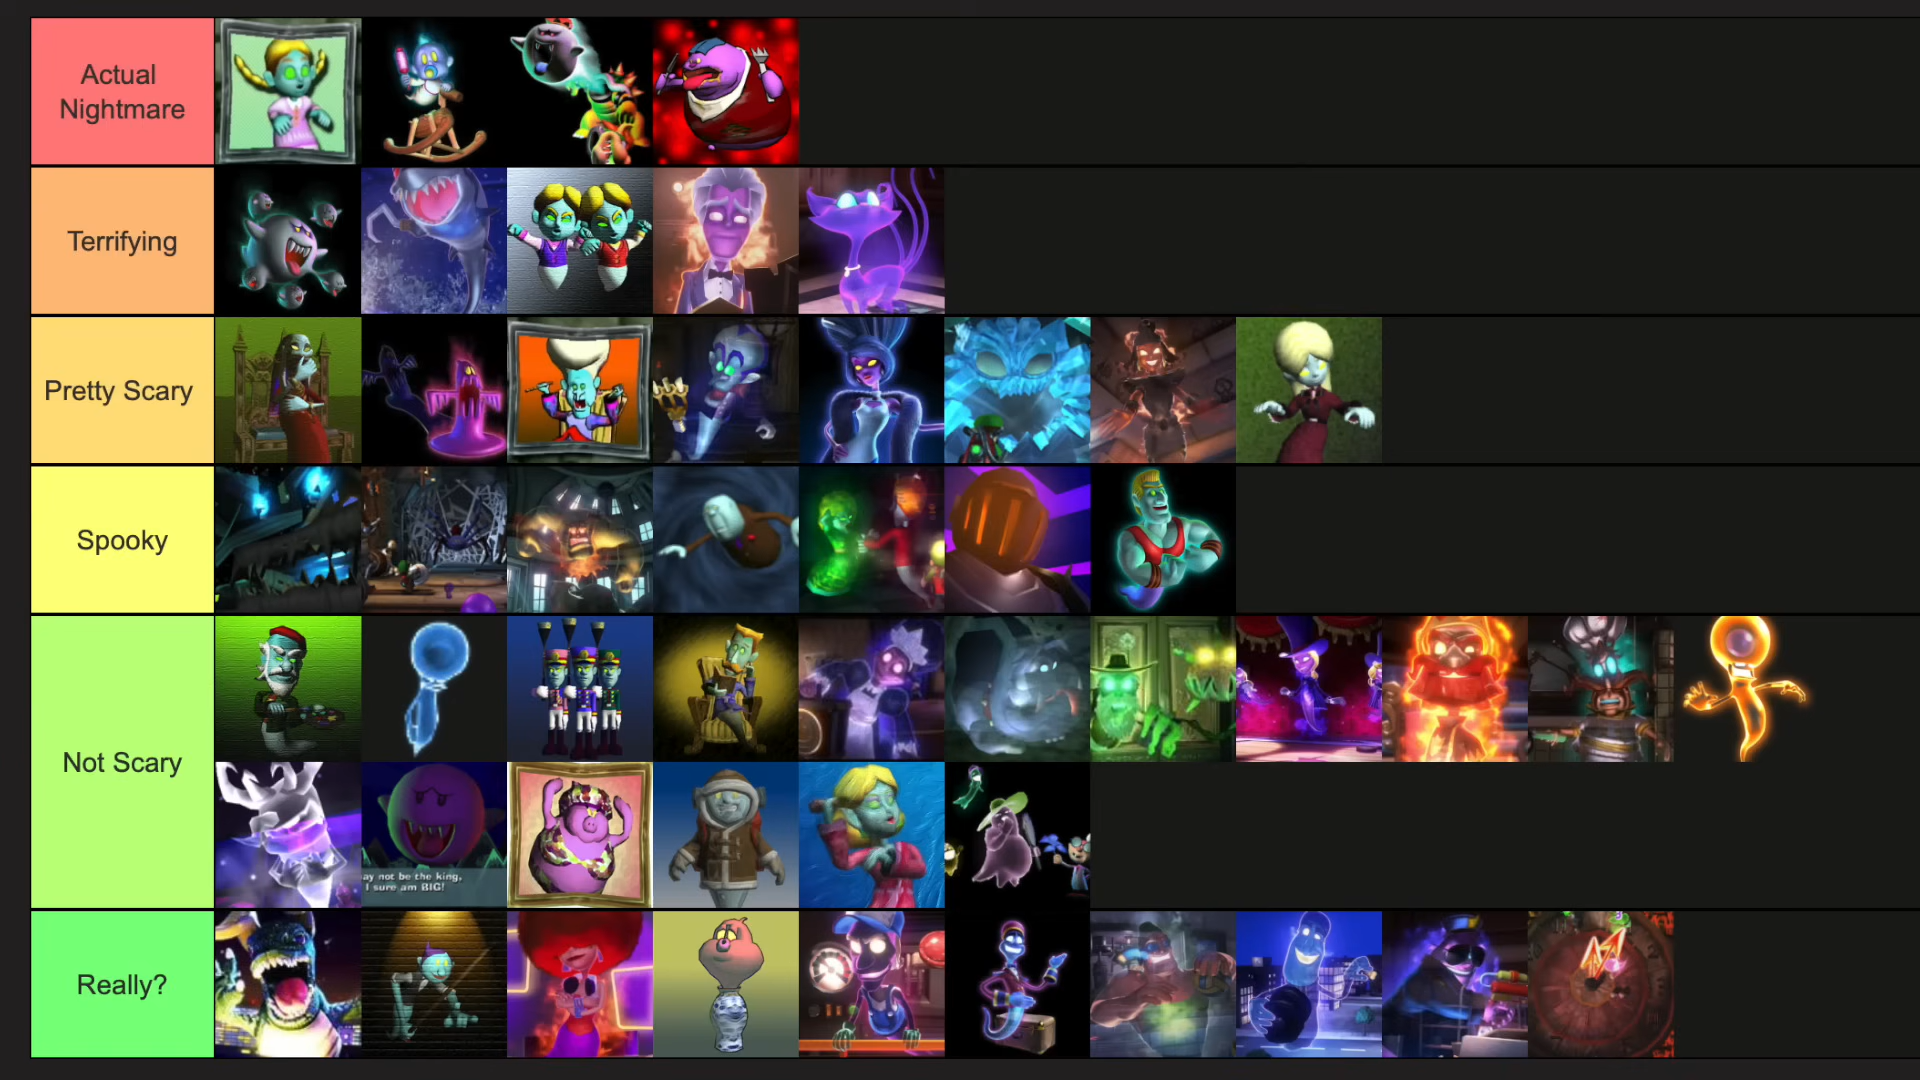 Actual
Nightmare
Terrifying
Pretty Scary
Spooky
Not Scary
ay not be the king,
I sure am BIG!
Really?